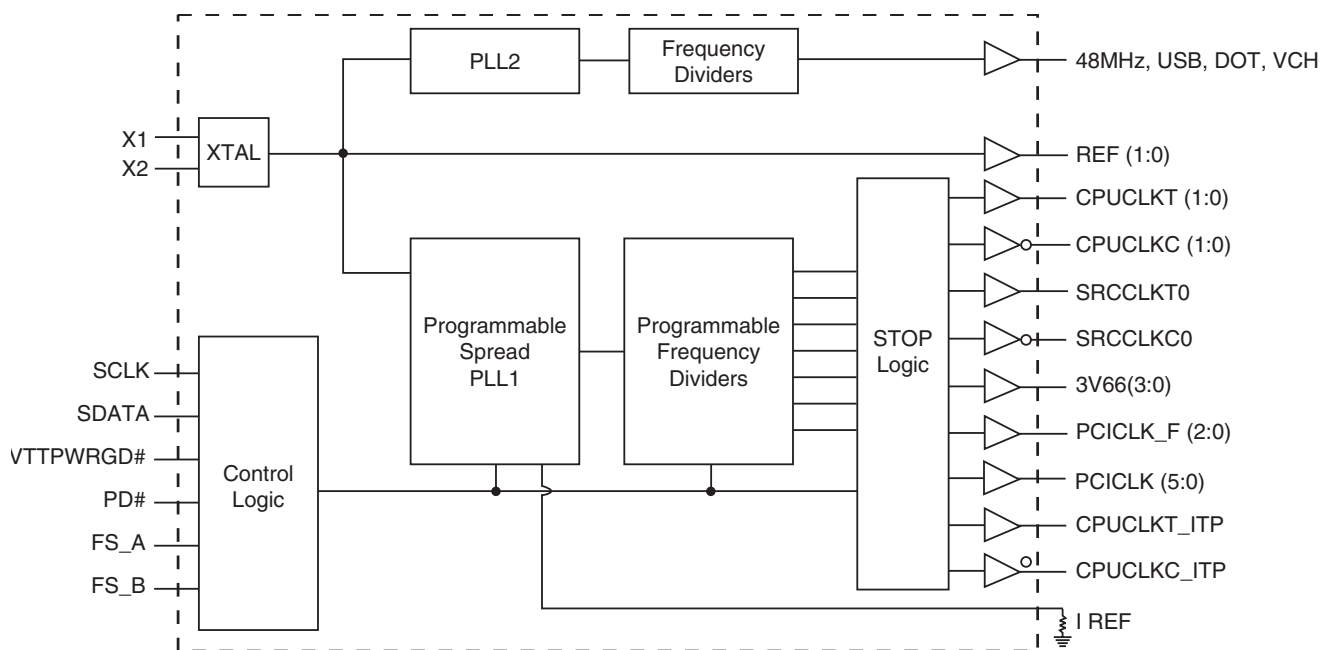 PLL2
Frequency
Dividers
48MHz, USB, DOT, VCH
X1
X2
XTAL
REF (1:0)
CPUCLKT (1:0)
CPUCLKC (1:0)
SRCCLKT0
SRCCLKC0
3V66(3:0)
PCICLK_F (2:0)
PCICLK (5:0)
CPUCLKT_ITP
CPUCLKC_ITP
I REF
Programmable
Spread
PLL1
Programmable
Frequency
Dividers
STOP
Logic
SCLK
SDATA
VTTPWRGD#
PD#
FS_A
FS_B
Control
Logic